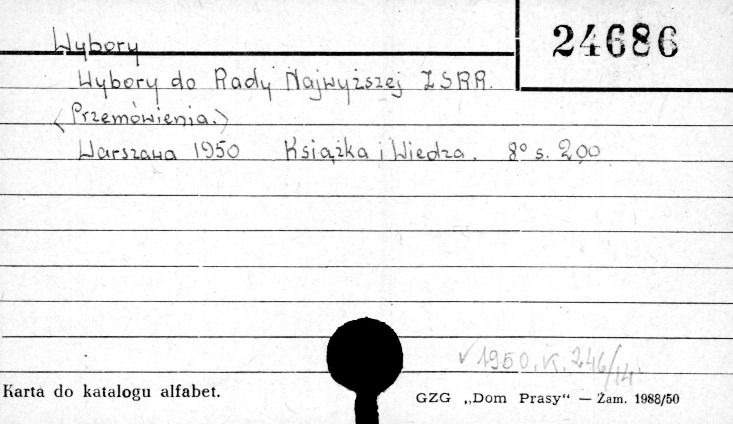 Wybory
24686
Wybory do Rady Najwyższej ZSRR.
<Przemówienia.>
Warszawa 1950 Książka i Wiedza. 8° s. 200
√ 1950. K. 246/14
Karta do katalogu alfabet.
GZG „Dom Prasy“ — Zam. 1988/50